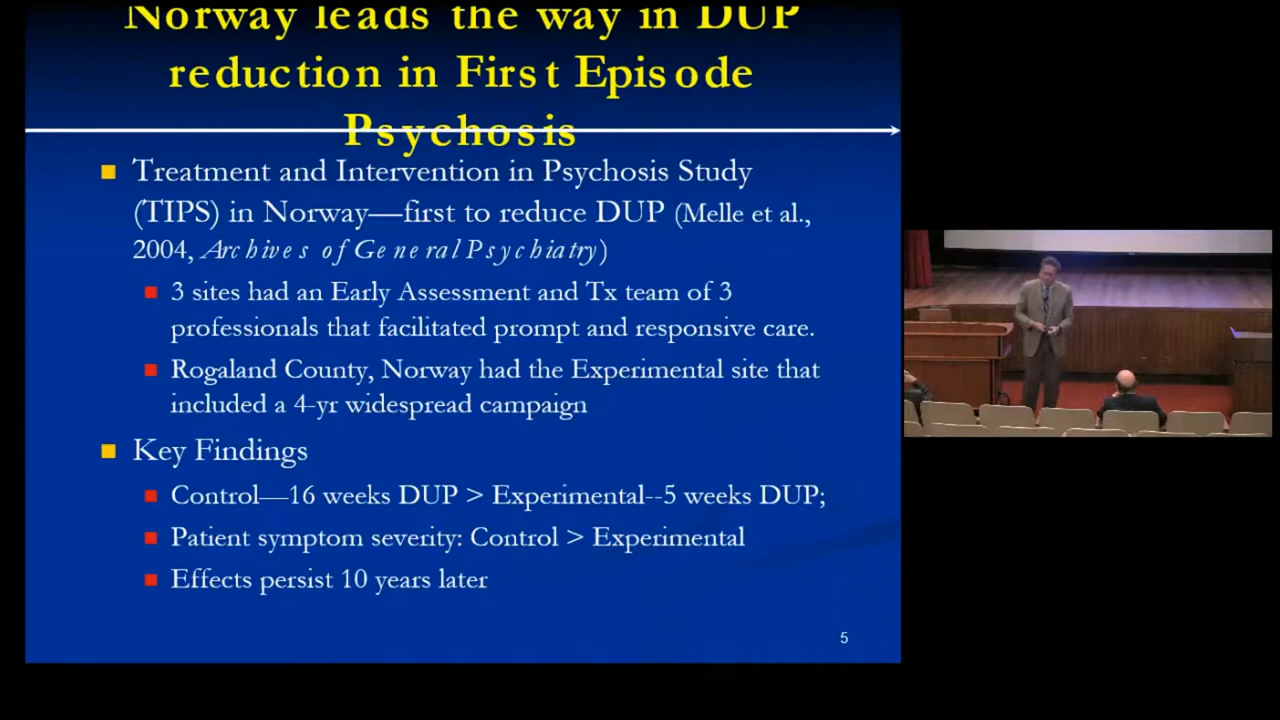 Norway leads the way in DUP
reduction in First Episode
Psychosis
Treatment and Intervention in Psychosis Study
(TIPS) in Norway—first to reduce DUP (Melle et al.,
2004, Archives of General Psychiatry)
3 sites had an Early Assessment and Tx team of 3
professionals that facilitated prompt and responsive care.
Rogaland County, Norway had the Experimental site that
included a 4-yr widespread campaign
Key Findings
Control—16 weeks DUP > Experimental--5 weeks DUP;
Patient symptom severity: Control > Experimental
Effects persist 10 years later
5